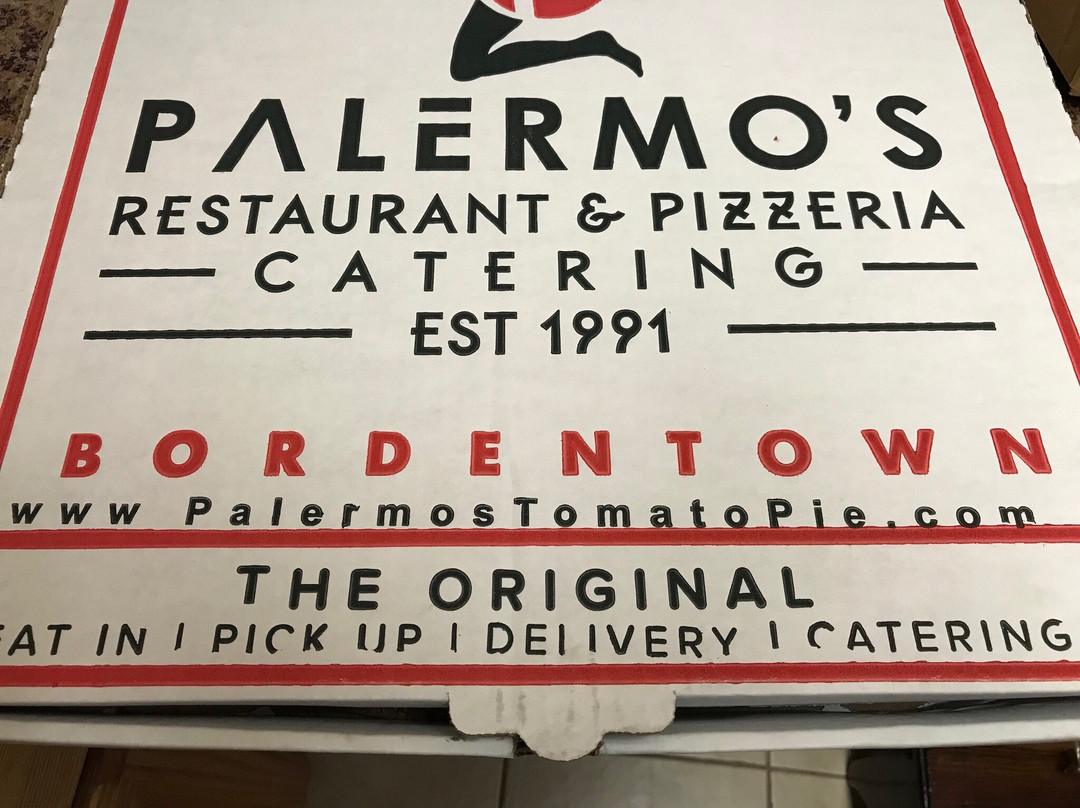 PALERMO'S
RESTAURANT & PIZZERIA
CATERING
EST 1991
BORDENTOWN
www PalermosTomatoPie.com
THE ORIGINAL
EAT IN | PICK UP | DELIVERY | CATERING